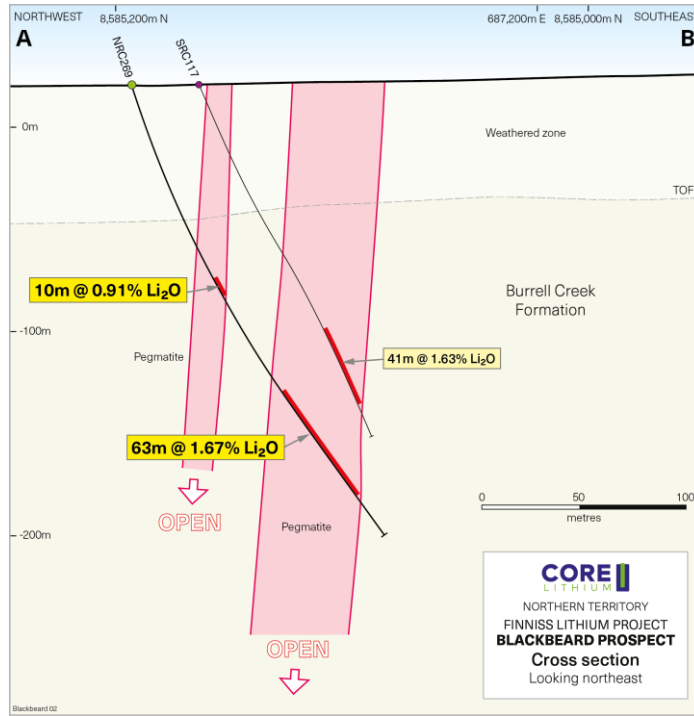 NORTHWEST 8,585,200m N 687,200m E 8,585,000m N SOUTHEAST
A B
NRC269
SRC117
0m
Weathered zone
TOF
10m @ 0.91% Li₂O
Burrell Creek
Formation
-100m
Pegmatite
41m @ 1.63% Li₂O
63m @ 1.67% Li₂O
0 50 100
metres
OPEN
Pegmatite
-200m
CORE
LITHIUM
NORTHERN TERRITORY
FINNISS LITHIUM PROJECT
BLACKBEARD PROSPECT
Cross section
Looking northeast
OPEN
Blackbeard 02